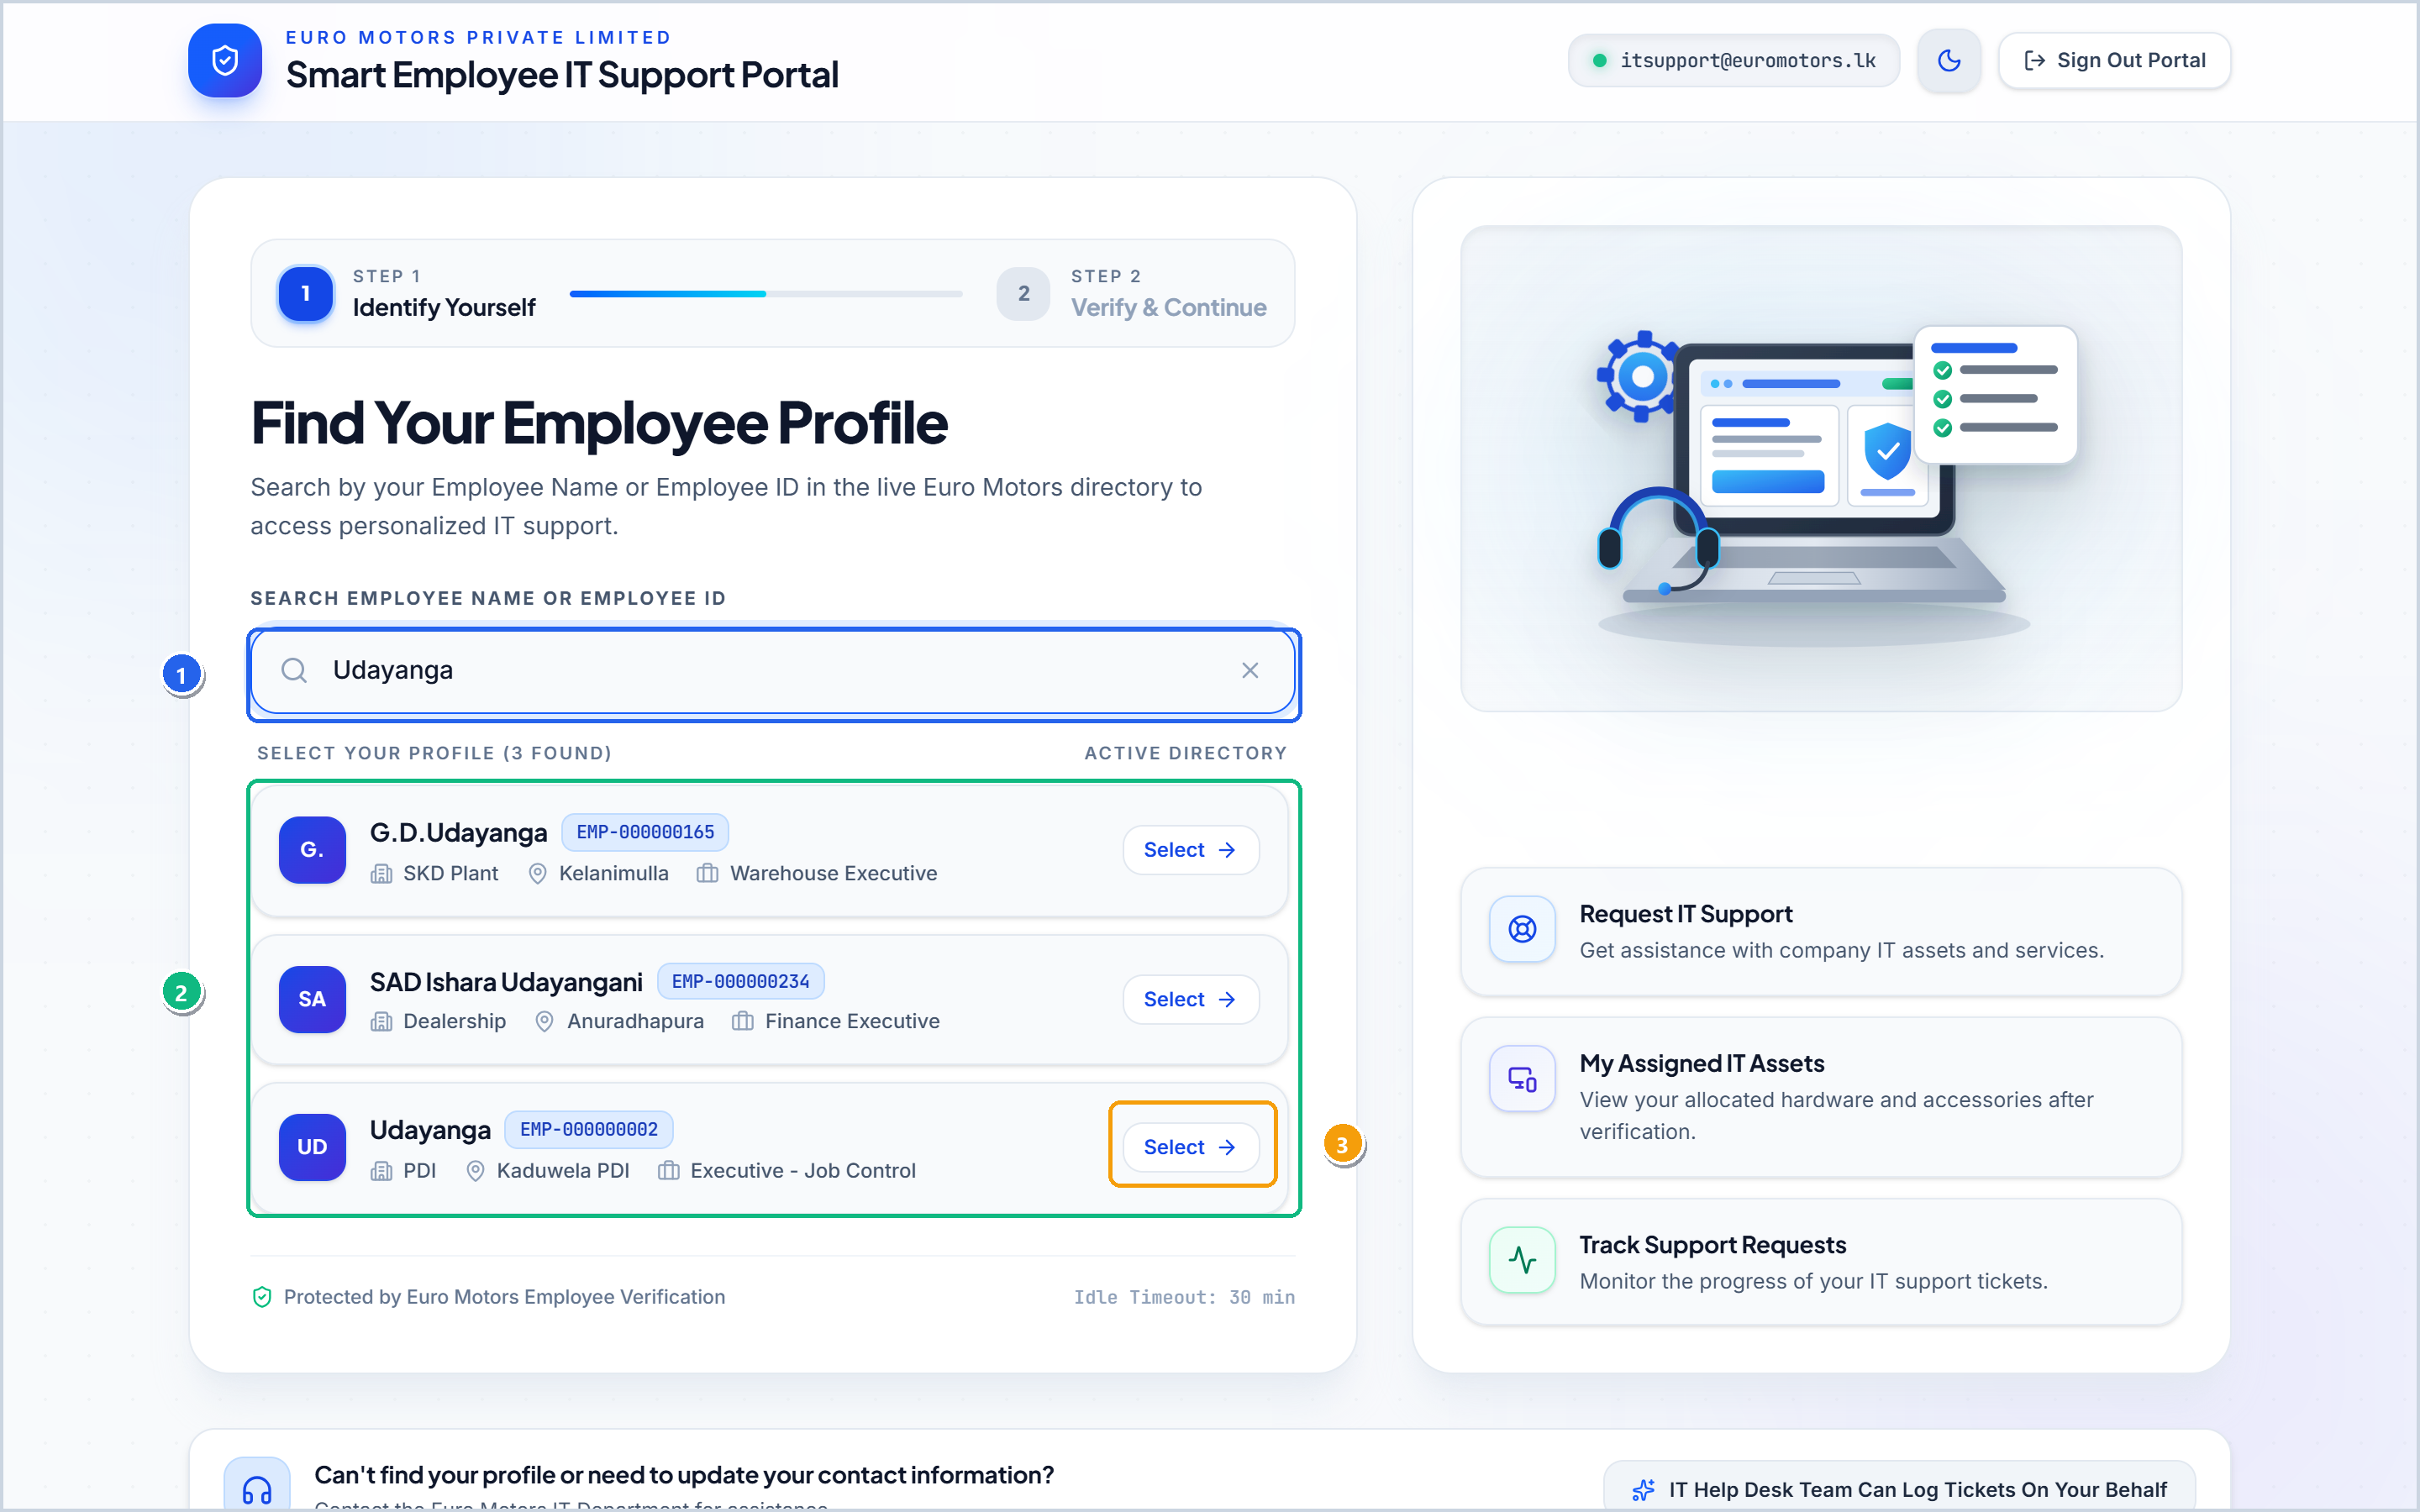 EURO MOTORS PRIVATE LIMITED
Smart Employee IT Support Portal
itsupport@euromotors.lk
Sign Out Portal
1
STEP 1
Identify Yourself
2
STEP 2
Verify & Continue
Find Your Employee Profile
Search by your Employee Name or Employee ID in the live Euro Motors directory to
access personalized IT support.
SEARCH EMPLOYEE NAME OR EMPLOYEE ID
1
Udayanga
SELECT YOUR PROFILE (3 FOUND)
ACTIVE DIRECTORY
G.
G.D.Udayanga EMP-000000165
SKD Plant Kelanimulla Warehouse Executive
Select
2
SA
SAD Ishara Udayangani EMP-000000234
Dealership Anuradhapura Finance Executive
Select
UD
Udayanga EMP-000000002
PDI Kaduwela PDI Executive - Job Control
Select
3
Protected by Euro Motors Employee Verification
Idle Timeout: 30 min
Request IT Support
Get assistance with company IT assets and services.
My Assigned IT Assets
View your allocated hardware and accessories after
verification.
Track Support Requests
Monitor the progress of your IT support tickets.
Can't find your profile or need to update your contact information?
Contact the Euro Motors IT Department for assistance
IT Help Desk Team Can Log Tickets On Your Behalf